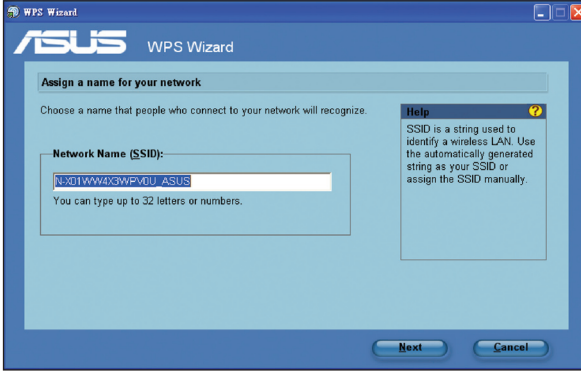 WPS Wizard
ASUS WPS Wizard
Assign a name for your network
Choose a name that people who connect to your network will recognize.
Network Name (SSID):
N-X01WW4X3WPV0U_ASUS
You can type up to 32 letters or numbers.
Help
SSID is a string used to
identify a wireless LAN. Use
the automatically generated
string as your SSID or
assign the SSID manually.
Next
Cancel